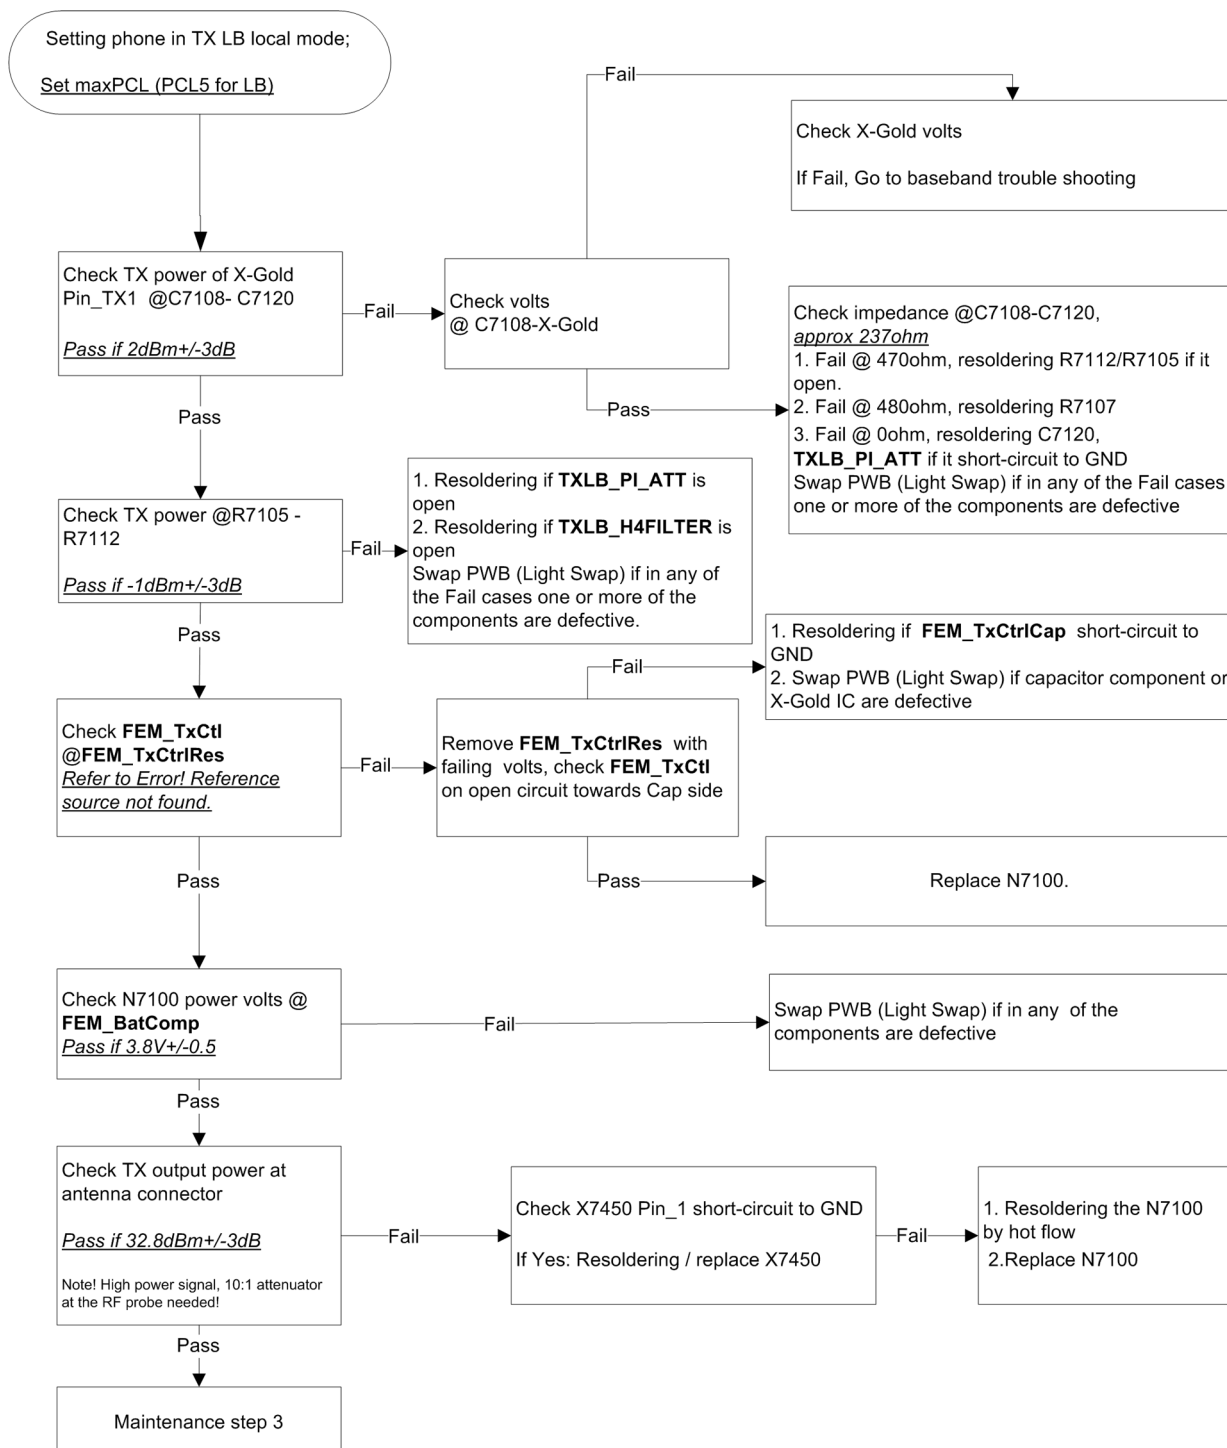 Setting phone in TX LB local mode;
Set maxPCL (PCL5 for LB)
Fail
Check X-Gold volts
If Fail, Go to baseband trouble shooting
Check TX power of X-Gold
Pin_TX1 @C7108- C7120
Pass if 2dBm+/-3dB
Fail
Check volts
@ C7108-X-Gold
Pass
Check impedance @C7108-C7120,
approx 237ohm
1. Fail @ 470ohm, resoldering R7112/R7105 if it
open.
2. Fail @ 480ohm, resoldering R7107
3. Fail @ 0ohm, resoldering C7120,
TXLB_PI_ATT if it short-circuit to GND
Swap PWB (Light Swap) if in any of the Fail cases
one or more of the components are defective
Pass
Check TX power @R7105 -
R7112
Pass if -1dBm+/-3dB
Fail
1. Resoldering if TXLB_PI_ATT is
open
2. Resoldering if TXLB_H4FILTER is
open
Swap PWB (Light Swap) if in any of
the Fail cases one or more of the
components are defective.
Pass
Check FEM_TxCtl
@FEM_TxCtrlRes
Refer to Error! Reference
source not found.
Fail
Remove FEM_TxCtrlRes with
failing volts, check FEM_TxCtl
on open circuit towards Cap side
Fail
1. Resoldering if FEM_TxCtrlCap short-circuit to
GND
2. Swap PWB (Light Swap) if capacitor component or
X-Gold IC are defective
Pass
Replace N7100.
Pass
Check N7100 power volts @
FEM_BatComp
Pass if 3.8V+/-0.5
Fail
Swap PWB (Light Swap) if in any of the
components are defective
Pass
Check TX output power at
antenna connector
Pass if 32.8dBm+/-3dB
Note! High power signal, 10:1 attenuator
at the RF probe needed!
Fail
Check X7450 Pin_1 short-circuit to GND
If Yes: Resoldering / replace X7450
Fail
1. Resoldering the N7100
by hot flow
2.Replace N7100
Pass
Maintenance step 3